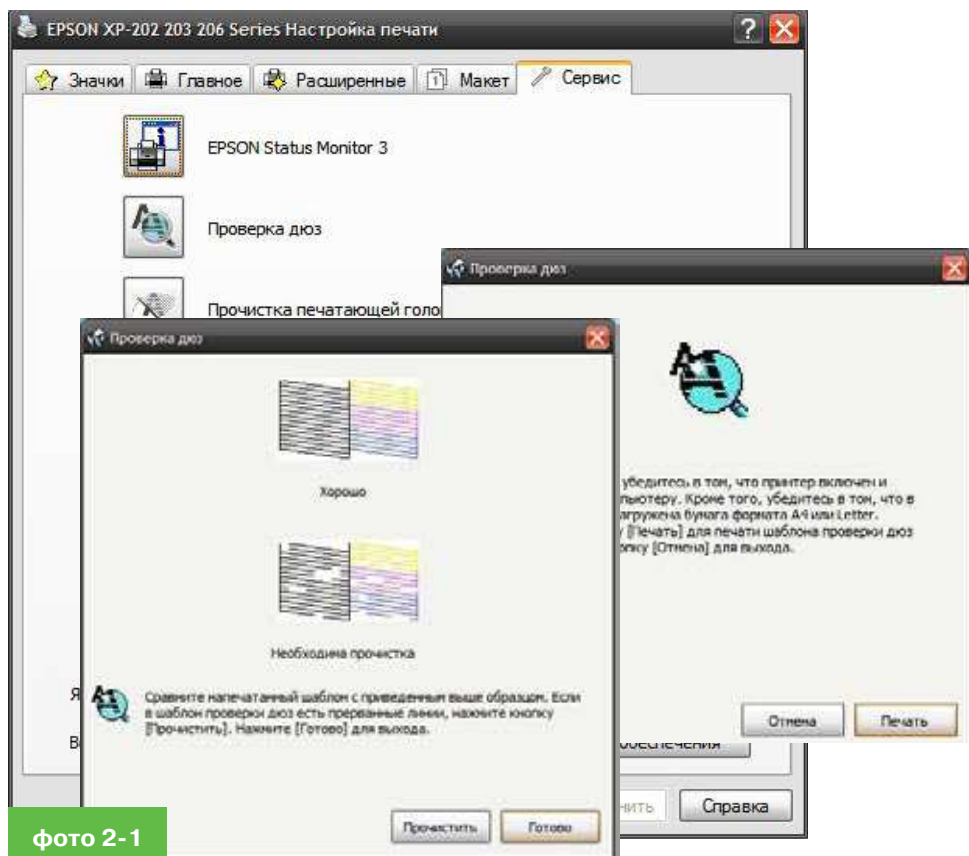 EPSON XP-202 203 206 Series Настройка печати
Значки Главное Расширенные Макет Сервис
EPSON Status Monitor 3
Проверка дюз
Прочистка печатающей голо
Проверка дюз
убедитесь в том, что принтер включен и
пьютеру. Кроме того, убедитесь в том, что в
агружена бумага формата A4 или Letter.
[Печать] для печати шаблона проверки дюз
опку [Отмена] для выхода.
Отмена Печать
Проверка дюз
Хорошо
Необходима прочистка
Сравните напечатанный шаблон с приведенным выше образцом. Если
в шаблон проверки дюз есть прерванные линии, нажмите кнопку
[Прочистить]. Нажмите [Готово] для выхода.
Прочистить Готово
Я
В
обеспечения
нить Справка
фото 2-1